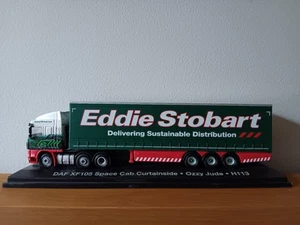 Eddie Stobart
Delivering Sustainable Distribution
DAF XF105 Space Cab Curtainside • Ozzy Jude • H113